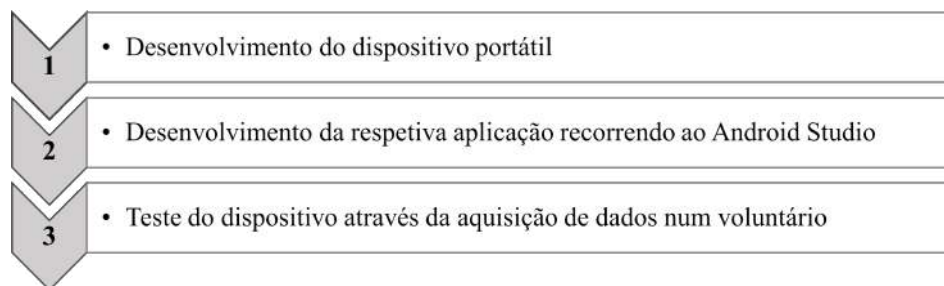 1
• Desenvolvimento do dispositivo portátil
2
• Desenvolvimento da respetiva aplicação recorrendo ao Android Studio
3
• Teste do dispositivo através da aquisição de dados num voluntário